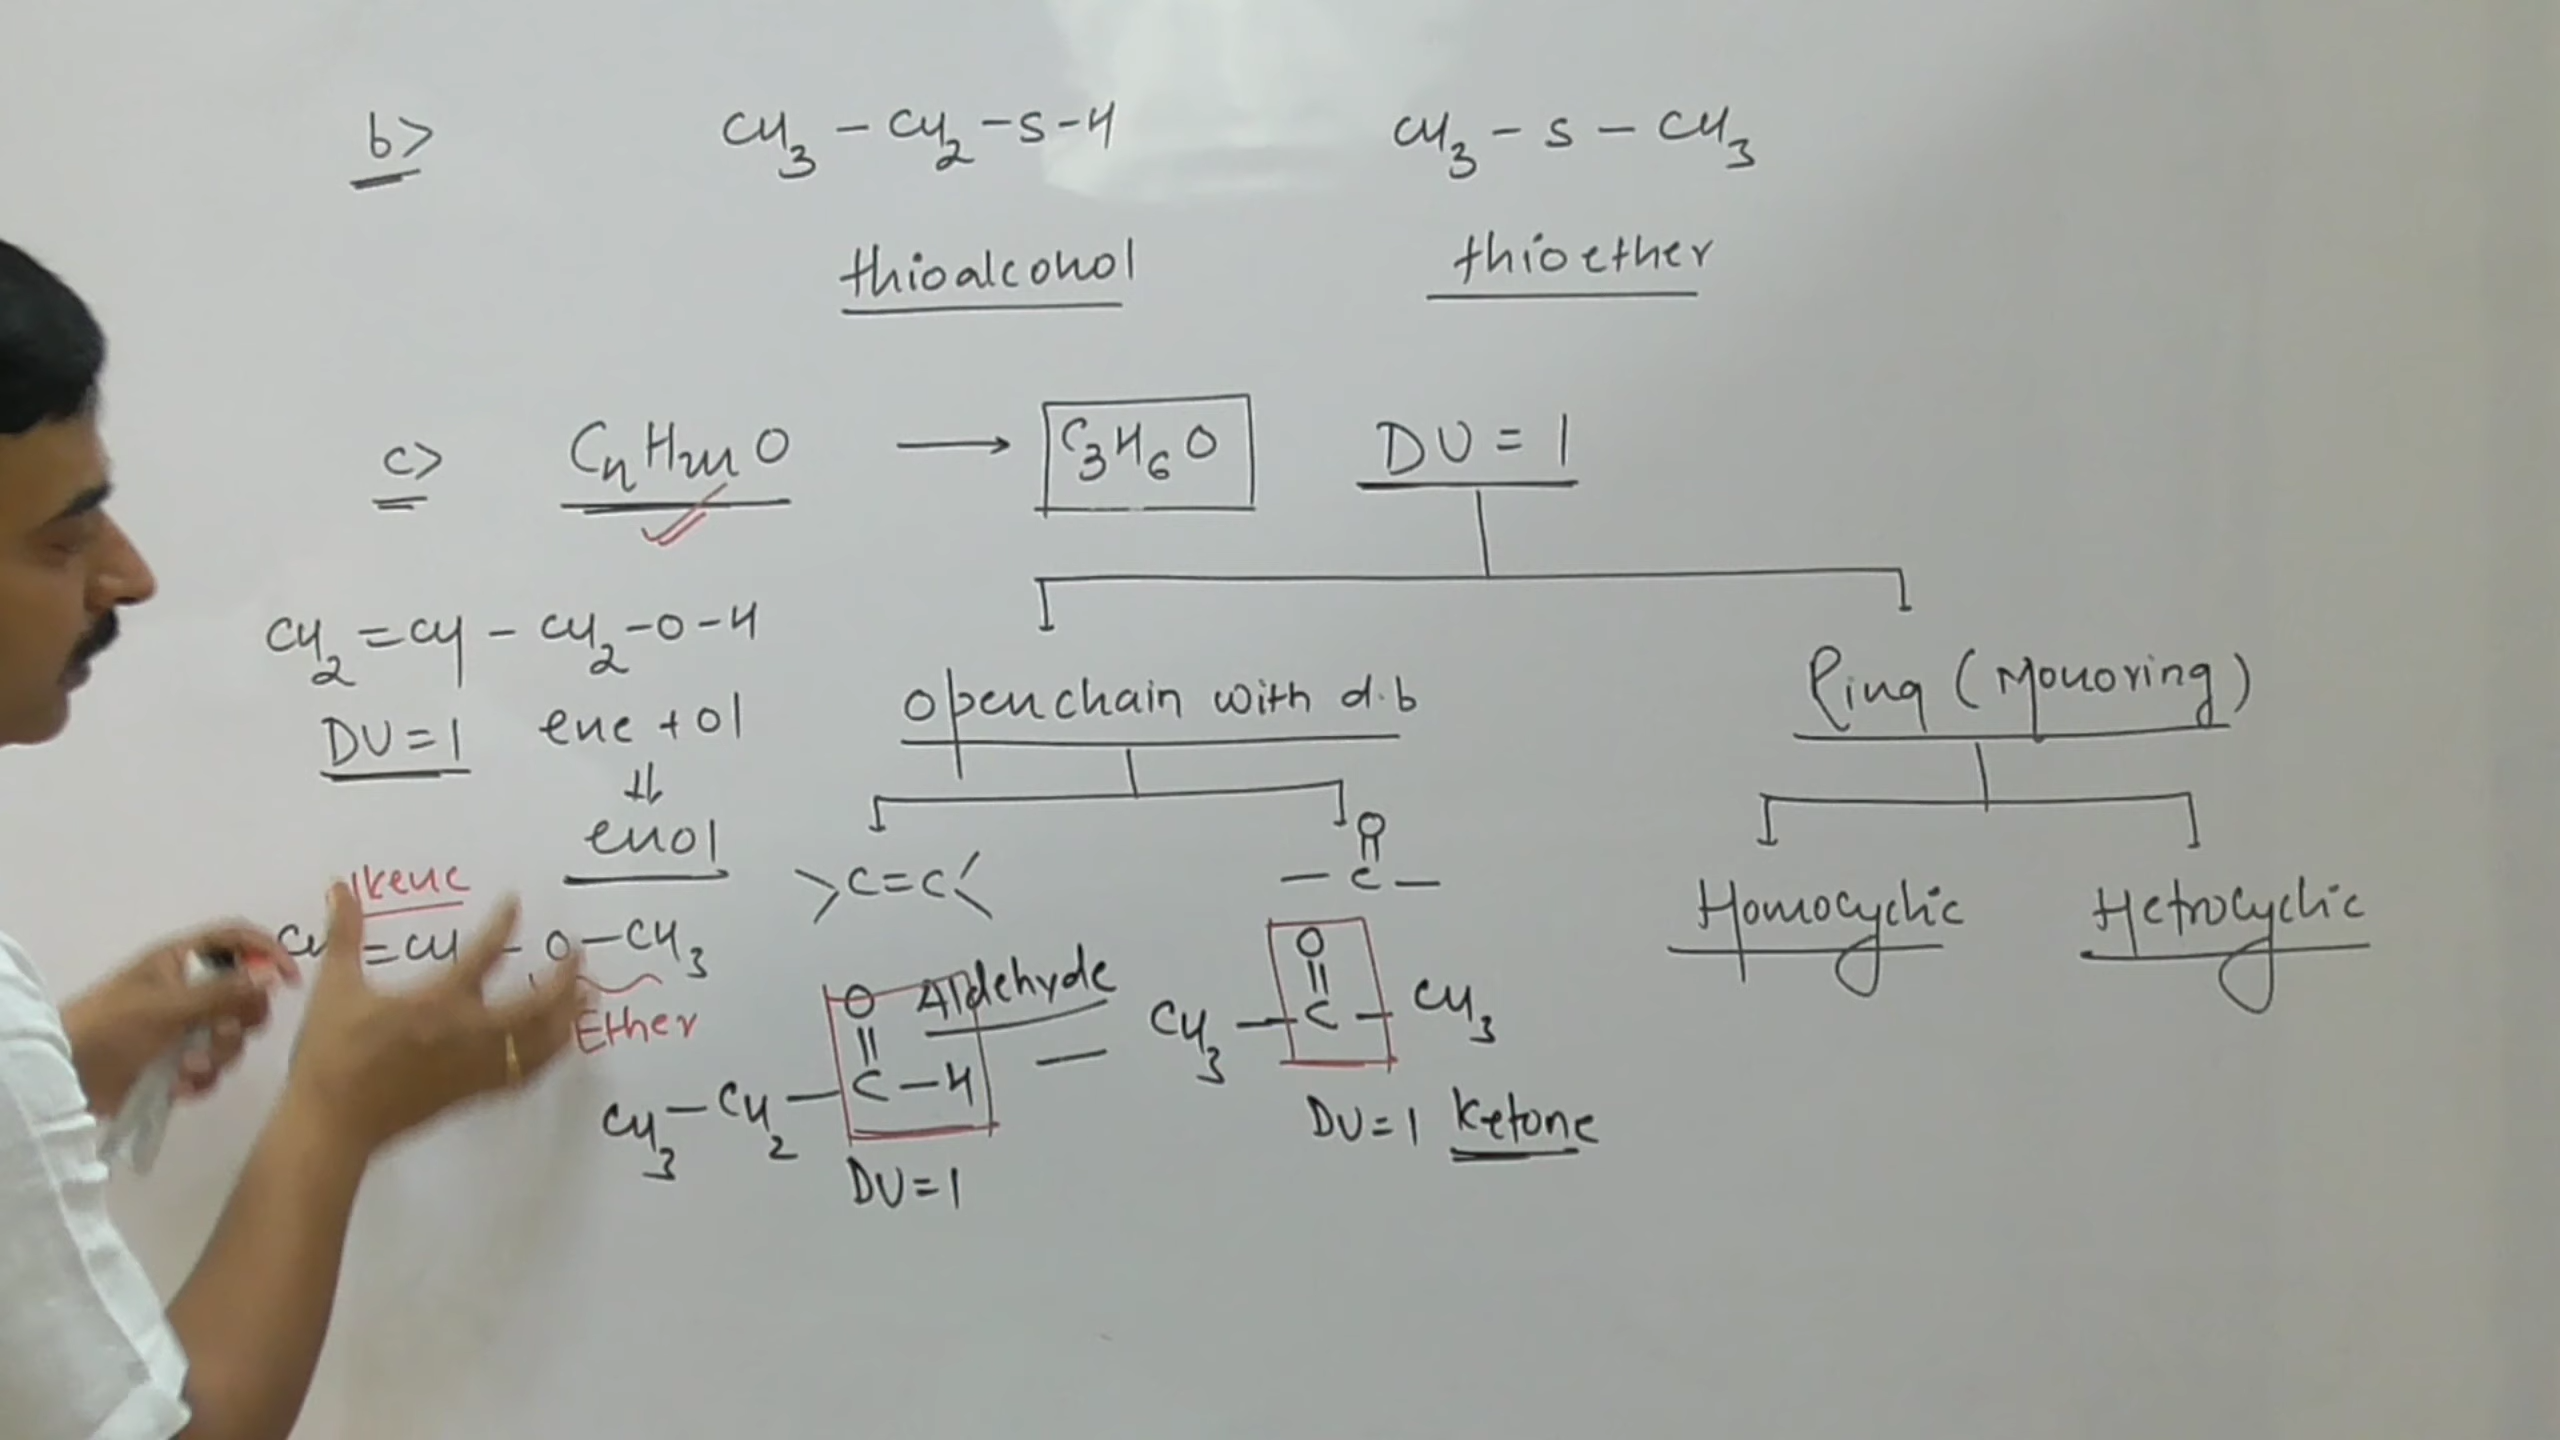 b>
CH3 - CH2 - S - H
CH3 - S - CH3
thioalcohol
thioether
c>
CnH2nO → C3H6O
DU = 1
CH2 = CH - CH2 - O - H
DU = 1
ene + ol
⇓
enol
open chain with d.b
Ring (Monoring)
>C=C<
O
||
- C -
Homocyclic
Hetrocyclic
= CH - O - CH3
Ether
O
||
CH3 - CH2 - C - H
Aldehyde
DU = 1
O
||
CH3 - C - CH3
DU = 1
Ketone